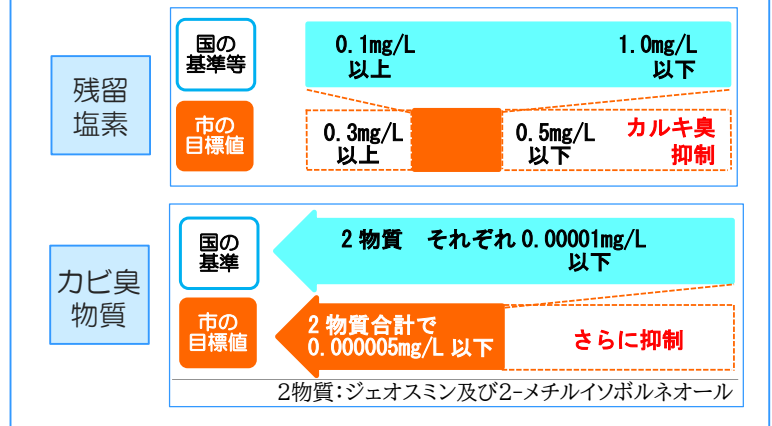 残留
塩素
国の
基準等
0.1mg/L
以上
1.0mg/L
以下
市の
目標値
0.3mg/L
以上
0.5mg/L
以下
カルキ臭
抑制
カビ臭
物質
国の
基準
2物質 それぞれ0.00001mg/L
以下
市の
目標値
2物質合計で
0.000005mg/L以下
さらに抑制
2物質：ジェオスミン及び2-メチルイソボルネオール